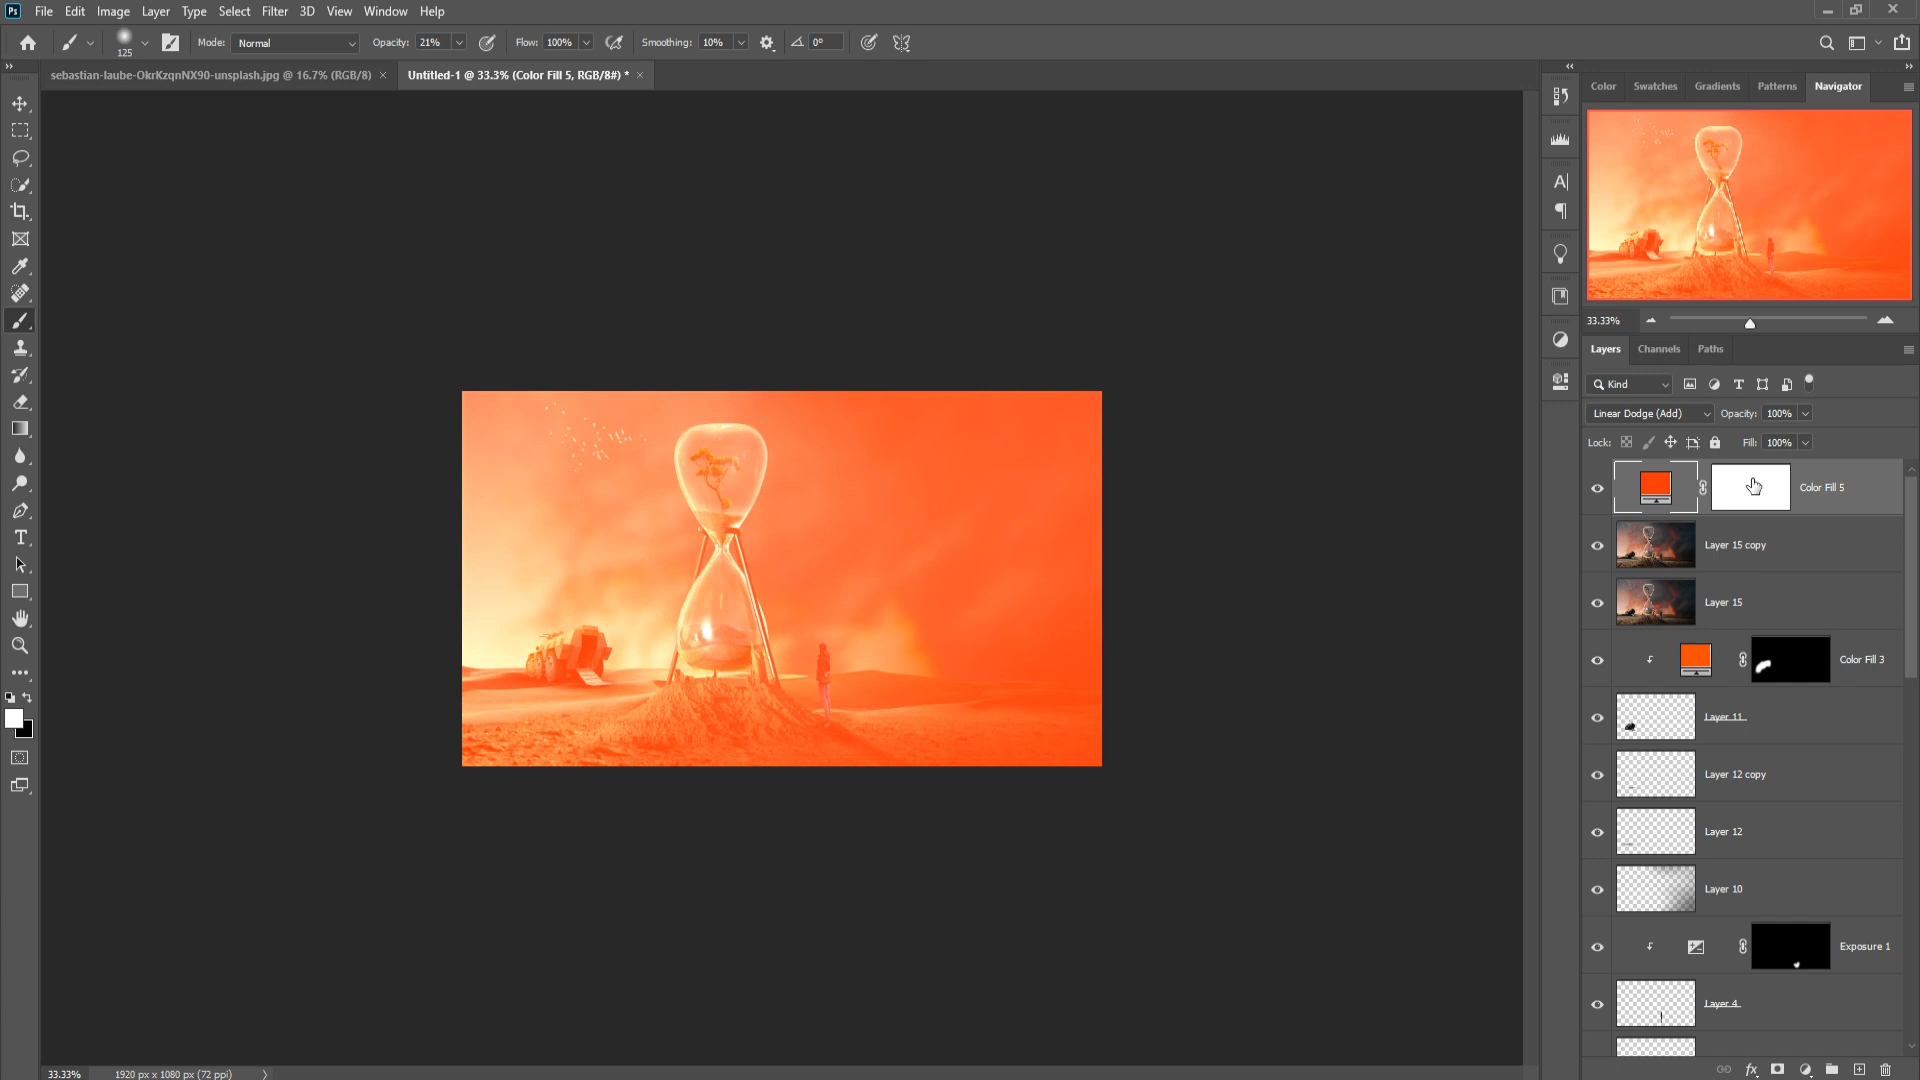 Ps File Edit Image Layer Type Select Filter 3D View Window Help
125 Mode: Normal Opacity: 21% Flow: 100% Smoothing: 10% 0°
sebastian-laube-OkrKzqnNX90-unsplash.jpg @ 16.7% (RGB/8) × Untitled-1 @ 33.3% (Color Fill 5, RGB/8#) * ×
Color Swatches Gradients Patterns Navigator
33.33%
Layers Channels Paths
Kind
Linear Dodge (Add) Opacity: 100%
Lock: Fill: 100%
Color Fill 5
Layer 15 copy
Layer 15
Color Fill 3
Layer 11
Layer 12 copy
Layer 12
Layer 10
Exposure 1
Layer 4
33.33% 1920 px x 1080 px (72 ppi)